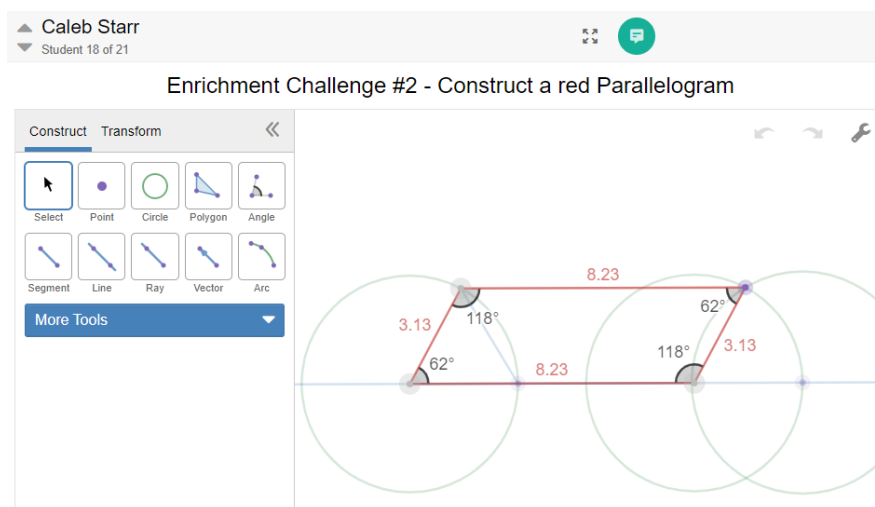 Caleb Starr
Student 18 of 21
Enrichment Challenge #2 - Construct a red Parallelogram
Construct Transform
Select Point Circle Polygon Angle
Segment Line Ray Vector Arc
More Tools
8.23
62°
3.13
118°
118°
3.13
62°
8.23